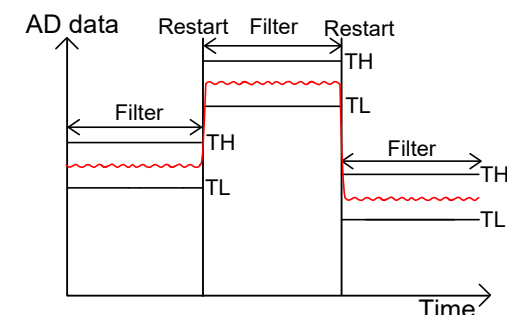 AD data
Restart
Filter
Restart
TH
TL
Filter
TH
TL
Filter
TH
TL
Time